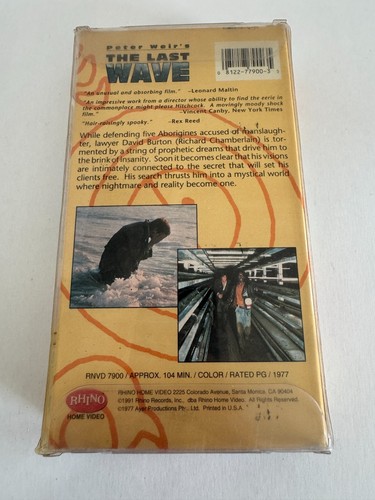 Peter Weir's
THE LAST
WAVE
6 8122-77900-3
"An unusual and absorbing film." –Leonard Maltin
"An impressive work from a director whose ability to find the eerie in
the commonplace might please Hitchcock. A movingly moody shock
film." –Vincent Canby, New York Times
"Hair-raisingly spooky." –Rex Reed
While defending five Aborigines accused of manslaugh-
ter, lawyer David Burton (Richard Chamberlain) is tor-
mented by a string of prophetic dreams that drive him to
the brink of insanity. Soon it becomes clear that his visions
are intimately connected to the secret that will set his
clients free. His search thrusts him into a mystical world
where nightmare and reality become one.
RNVD 7900 / APPROX. 104 MIN. / COLOR / RATED PG / 1977
RHINO
HOME VIDEO
RHINO HOME VIDEO 2225 Colorado Avenue, Santa Monica, CA 90404
©1991 Rhino Records, Inc., dba Rhino Home Video. All Rights Reserved.
©1977 Ayer Productions Pty., Ltd. Printed in U.S.A.